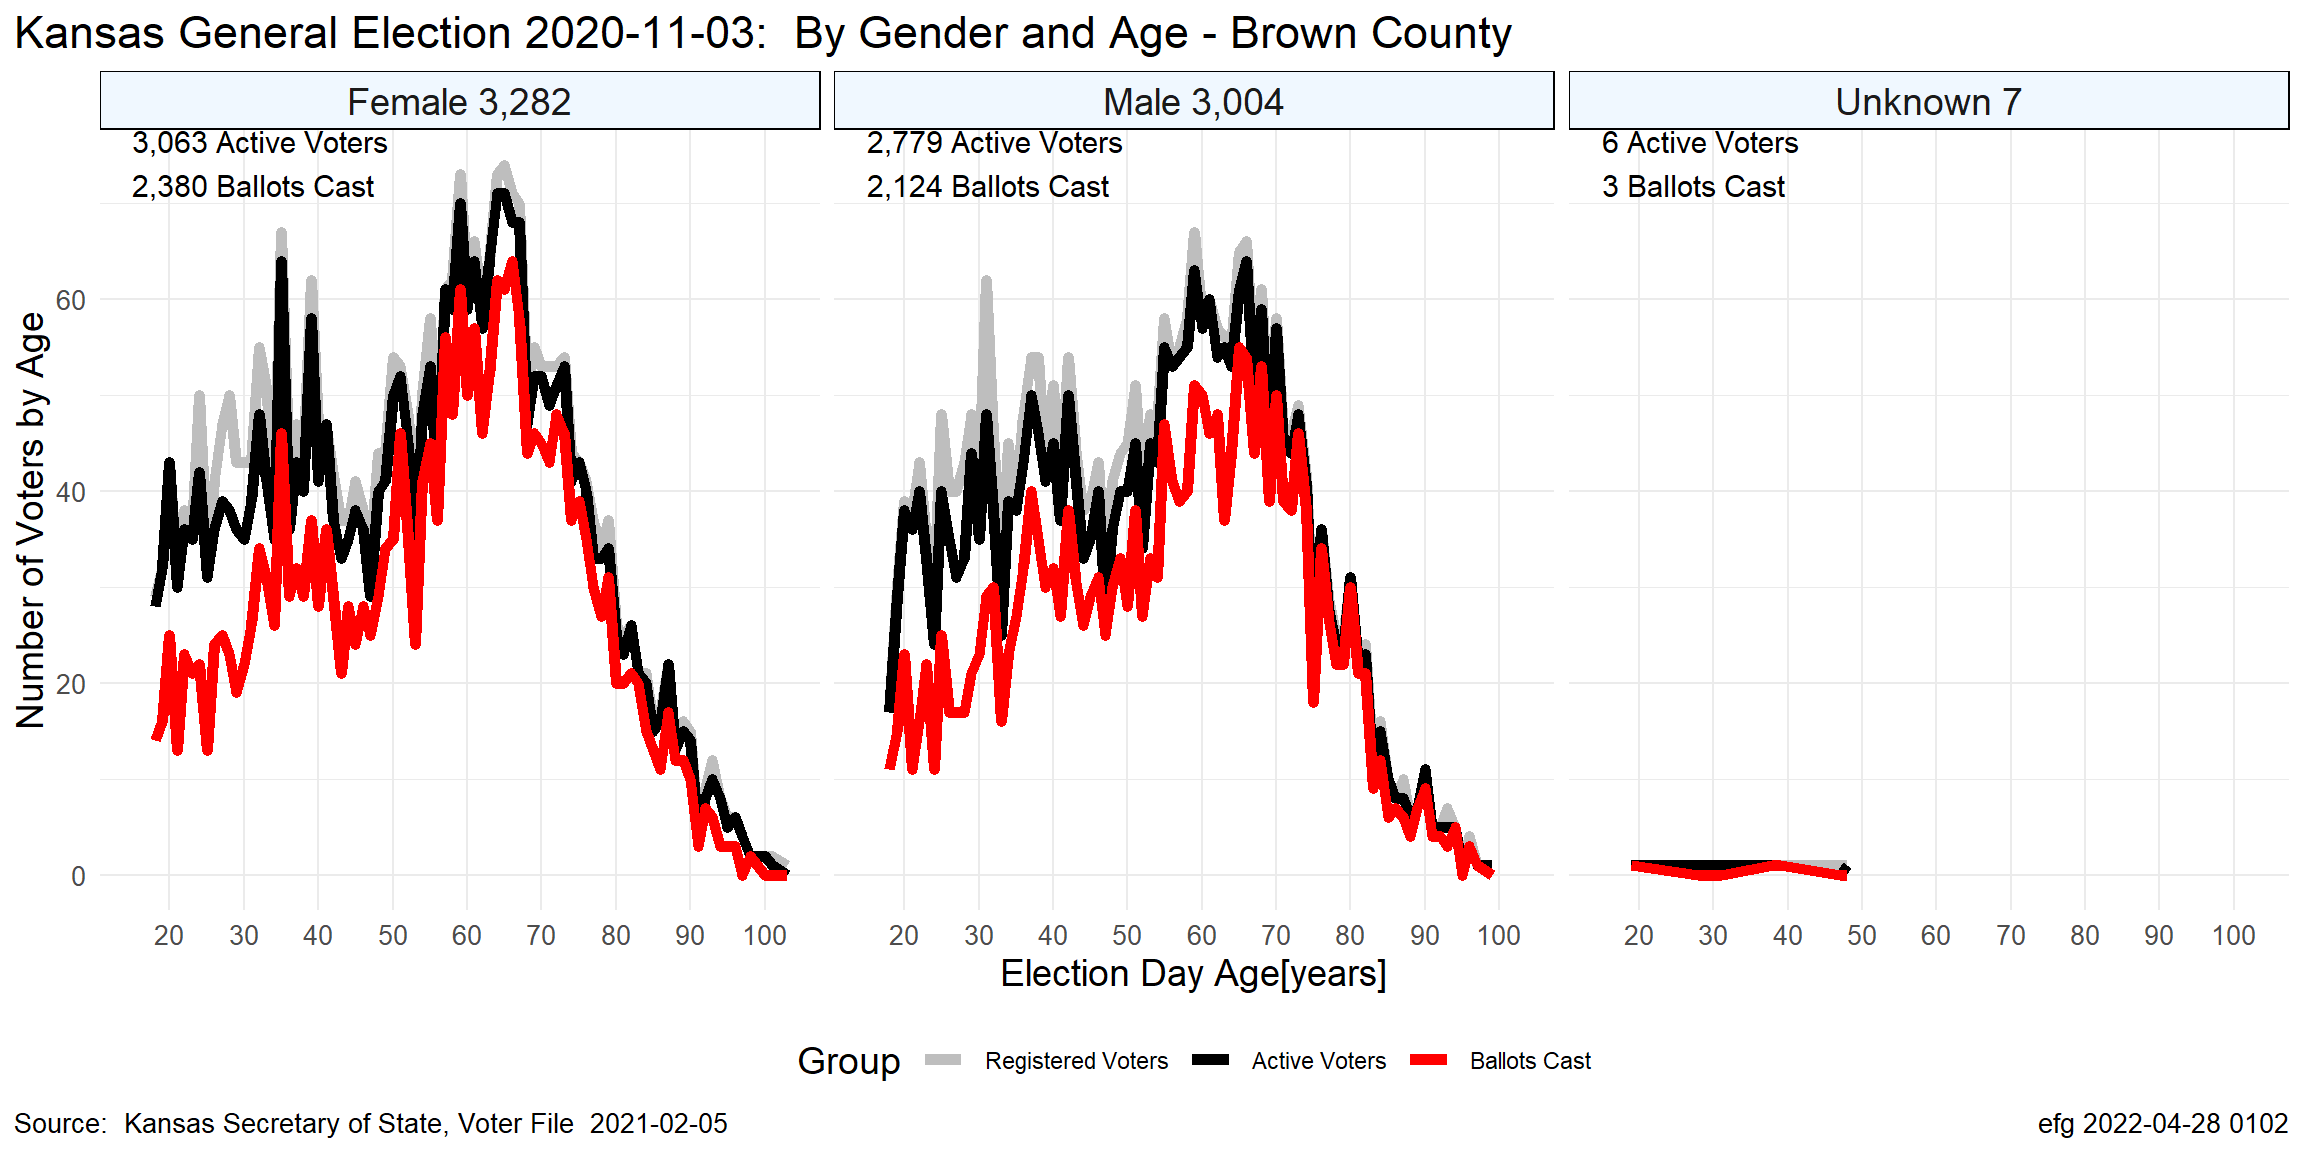 Kansas General Election 2020-11-03:  By Gender and Age - Brown County
Female 3,282
Male 3,004
Unknown 7
3,063 Active Voters
2,380 Ballots Cast
2,779 Active Voters
2,124 Ballots Cast
6 Active Voters
3 Ballots Cast
Number of Voters by Age
60
40
20
0
20 30 40 50 60 70 80 90 100
20 30 40 50 60 70 80 90 100
20 30 40 50 60 70 80 90 100
Election Day Age[years]
Group Registered Voters Active Voters Ballots Cast
Source:  Kansas Secretary of State, Voter File  2021-02-05
efg 2022-04-28 0102